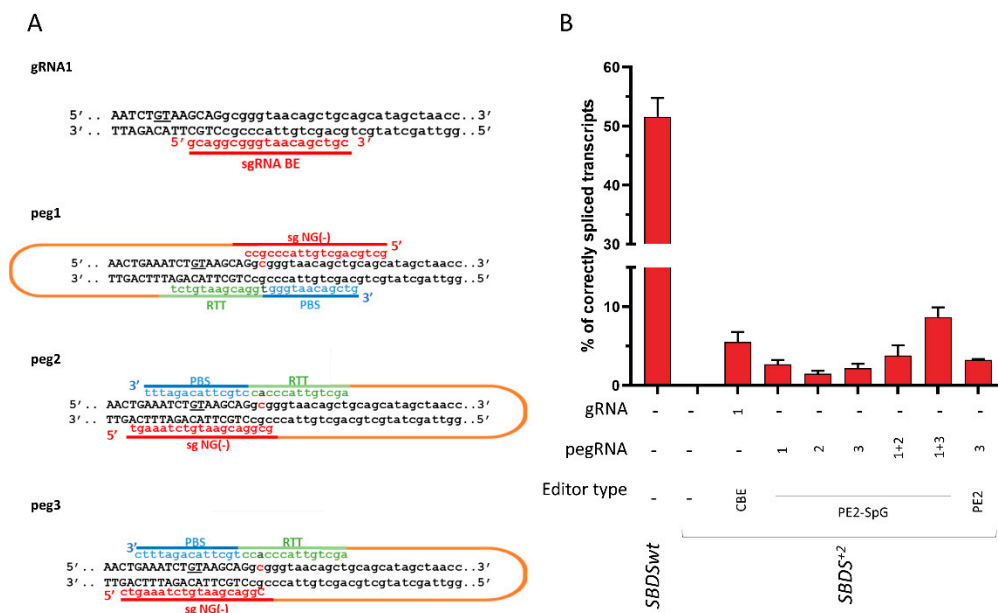 A
gRNA1
5'.. AATCTGTAAGCAGgcgggtaacagctgcagcatagctaacc..3'
3'.. TTAGACATTCGTCcgcccattgtcgacgtcgtatcgattgg..5'
5' gcaggcgggtaacagctgc 3'
sgRNA BE
peg1
sg NG(-)
5'
ccgcccattgtcgacgtcg
5'.. AACTGAAATCTGTAAGCAGgcgggtaacagctgcagcatagctaacc..3'
3'.. TTGACTTTAGACATTCGTCcgcccattgtcgacgtcgtatcgattgg..5'
tctgtaagcaggtgggtaacagctg
3'
RTT PBS
peg2
PBS RTT
3' tttagacattcgtccacccattgtcga
5'.. AACTGAAATCTGTAAGCAGgcgggtaacagctgcagcatagctaacc..3'
3'.. TTGACTTTAGACATTCGTCcgcccattgtcgacgtcgtatcgattgg..5'
5' tgaaatctgtaagcaggcg
sg NG(-)
peg3
PBS RTT
3' ctttagacattcgtccacccattgtcga
5'.. AACTGAAATCTGTAAGCAGgcgggtaacagctgcagcatagctaacc..3'
3'.. TTGACTTTAGACATTCGTCcgcccattgtcgacgtcgtatcgattgg..5'
5' ctgaaatctgtaagcaggC
sg NG(-)
B
% of correctly spliced transcripts
60
50
40
30
10
0
gRNA - - 1 - - - - - -
pegRNA - - - 1 2 3 1+2 1+3 3
Editor type - - CBE PE2-SpG PE2
SBDSwt SBDS+2